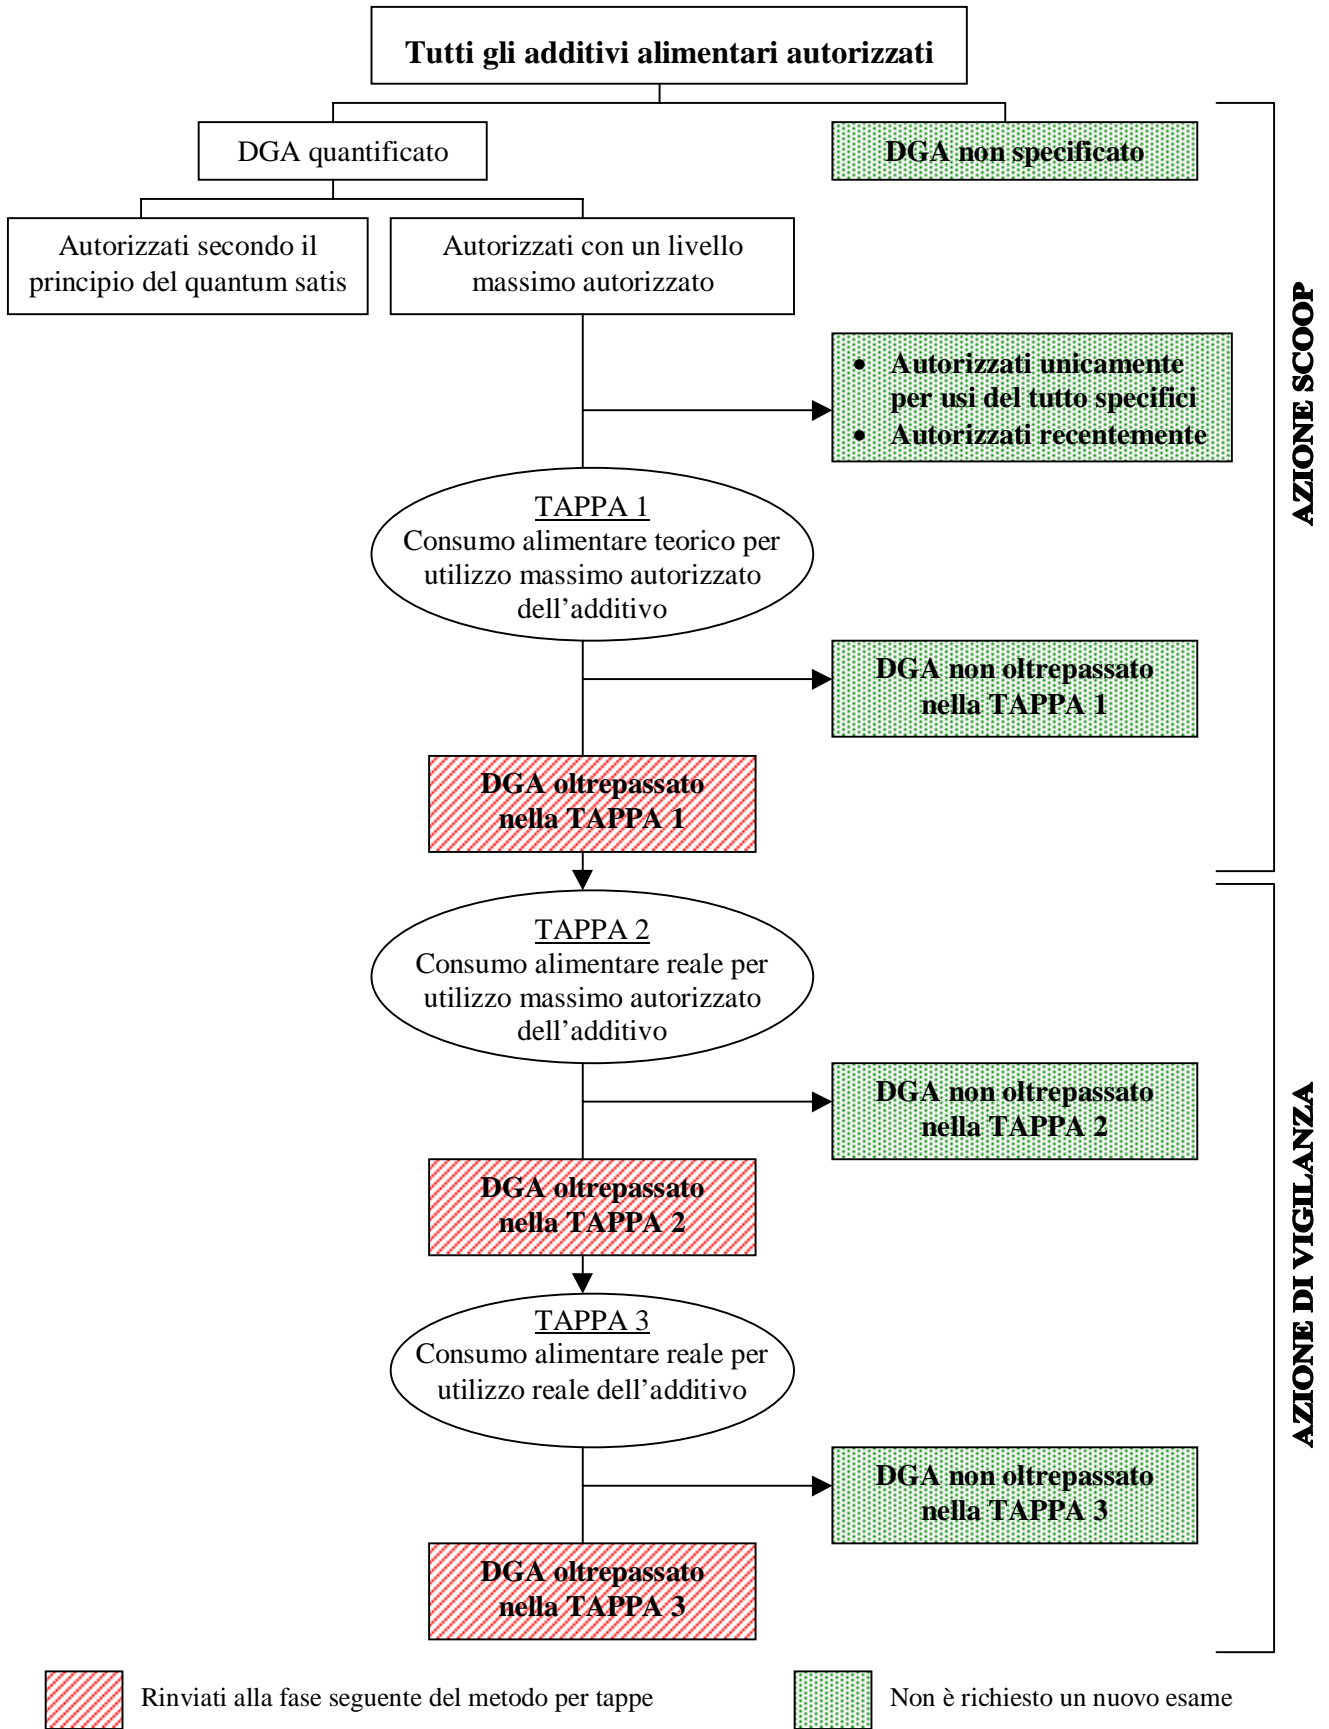 Tutti gli additivi alimentari autorizzati
DGA quantificato
DGA non specificato
Autorizzati secondo il
principio del quantum satis
Autorizzati con un livello
massimo autorizzato
• Autorizzati unicamente
per usi del tutto specifici
• Autorizzati recentemente
TAPPA 1
Consumo alimentare teorico per
utilizzo massimo autorizzato
dell’additivo
DGA non oltrepassato
nella TAPPA 1
DGA oltrepassato
nella TAPPA 1
AZIONE SCOOP
TAPPA 2
Consumo alimentare reale per
utilizzo massimo autorizzato
dell’additivo
DGA non oltrepassato
nella TAPPA 2
DGA oltrepassato
nella TAPPA 2
TAPPA 3
Consumo alimentare reale per
utilizzo reale dell’additivo
DGA non oltrepassato
nella TAPPA 3
DGA oltrepassato
nella TAPPA 3
AZIONE DI VIGILANZA
Rinviati alla fase seguente del metodo per tappe
Non è richiesto un nuovo esame